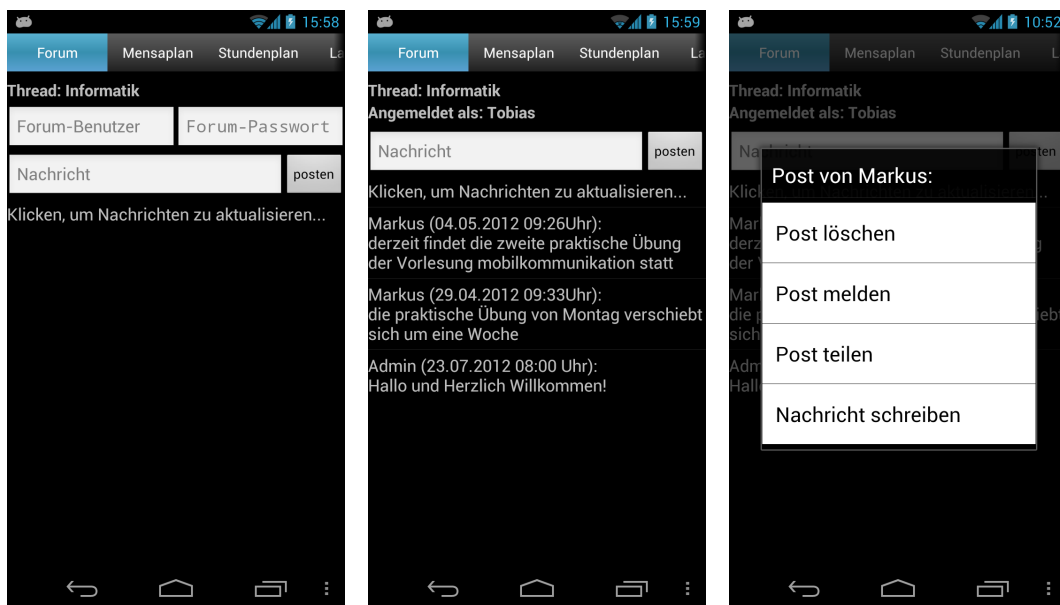 15:58
Forum Mensaplan Stundenplan La
Thread: Informatik
Forum-Benutzer Forum-Passwort
Nachricht posten
Klicken, um Nachrichten zu aktualisieren...
15:59
Forum Mensaplan Stundenplan La
Thread: Informatik
Angemeldet als: Tobias
Nachricht posten
Klicken, um Nachrichten zu aktualisieren...
Markus (04.05.2012 09:26Uhr):
derzeit findet die zweite praktische Übung
der Vorlesung mobilkommunikation statt
Markus (29.04.2012 09:33Uhr):
die praktische Übung von Montag verschiebt
sich um eine Woche
Admin (23.07.2012 08:00 Uhr):
Hallo und Herzlich Willkommen!
10:52
Forum Mensaplan Stundenplan L
Thread: Informatik
Angemeldet als: Tobias
Post von Markus:
Post löschen
Post melden
Post teilen
Nachricht schreiben